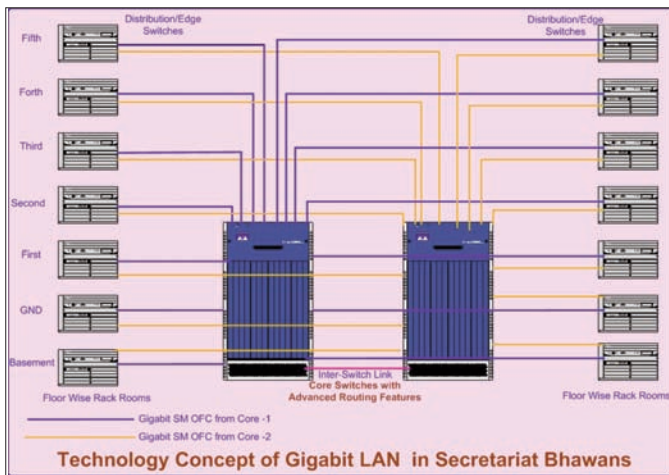 Distribution/Edge
Switches
Distribution/Edge
Switches
Fifth
Forth
Third
Second
First
GND
Basement
Inter-Switch Link
Core Switches with
Advanced Routing Features
Floor Wise Rack Rooms
Floor Wise Rack Rooms
Gigabit SM OFC from Core -1
Gigabit SM OFC from Core -2
Technology Concept of Gigabit LAN in Secretariat Bhawans